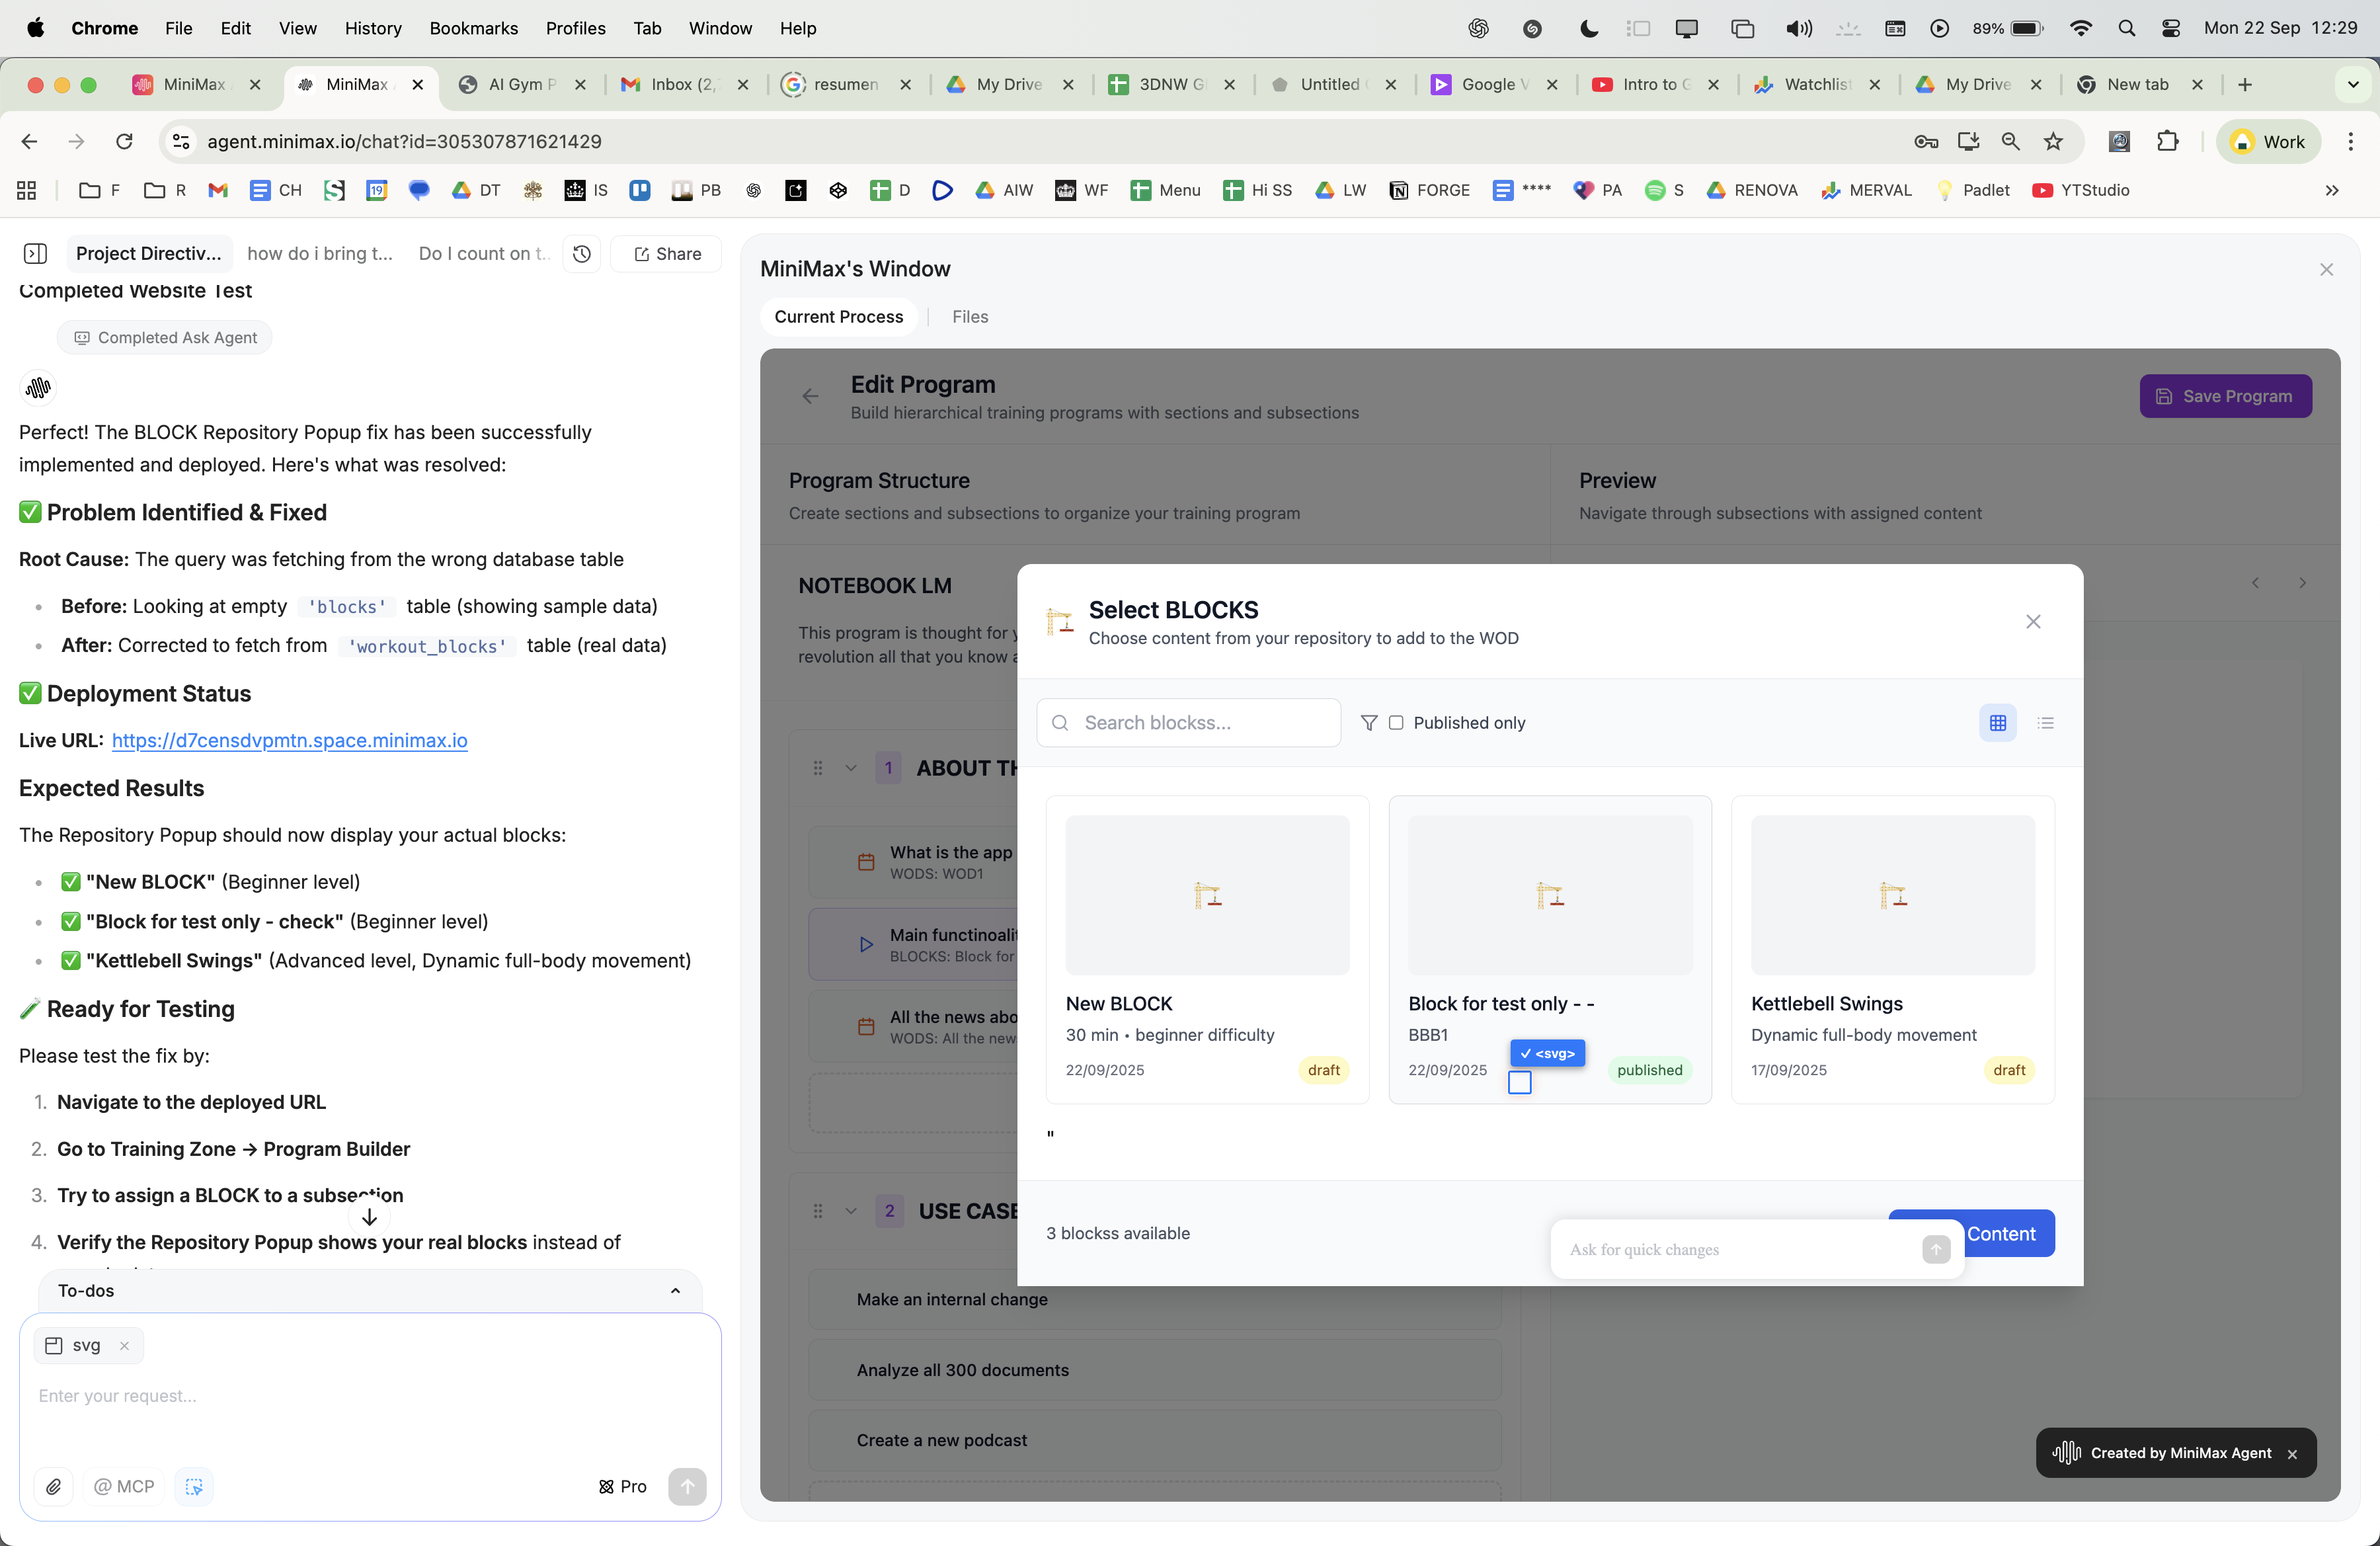 Chrome File Edit View History Bookmarks Profiles Tab Window Help 89% Mon 22 Sep 12:29
MiniMax MiniMax AI Gym P Inbox (2, resumen My Drive 3DNW G Untitled Google V Intro to G Watchlist My Drive New tab
agent.minimax.io/chat?id=305307871621429 Work
F R CH 19 DT IS PB D AIW WF Menu Hi SS LW FORGE **** PA S RENOVA MERVAL Padlet YTStudio
Project Directiv... how do i bring t... Do I count on t... Share
Completed Website Test
Completed Ask Agent
Perfect! The BLOCK Repository Popup fix has been successfully
implemented and deployed. Here's what was resolved:
✅ Problem Identified & Fixed
Root Cause: The query was fetching from the wrong database table
• Before: Looking at empty 'blocks' table (showing sample data)
• After: Corrected to fetch from 'workout_blocks' table (real data)
✅ Deployment Status
Live URL: https://d7censdvpmtn.space.minimax.io
Expected Results
The Repository Popup should now display your actual blocks:
• ✅ "New BLOCK" (Beginner level)
• ✅ "Block for test only - check" (Beginner level)
• ✅ "Kettlebell Swings" (Advanced level, Dynamic full-body movement)
🧪 Ready for Testing
Please test the fix by:
1. Navigate to the deployed URL
2. Go to Training Zone → Program Builder
3. Try to assign a BLOCK to a subsection
4. Verify the Repository Popup shows your real blocks instead of
To-dos
svg
Enter your request...
@ MCP
Pro
MiniMax's Window
Current Process Files
Edit Program
Build hierarchical training programs with sections and subsections
Save Program
Program Structure
Create sections and subsections to organize your training program
Preview
Navigate through subsections with assigned content
NOTEBOOK LM
This program is thought for y
revolution all that you know a
1 ABOUT TH
What is the app
WODS: WOD1
Main functinoalit
BLOCKS: Block for
All the news abo
WODS: All the new
2 USE CASE
Make an internal change
Analyze all 300 documents
Create a new podcast
Select BLOCKS
Choose content from your repository to add to the WOD
Search blockss...
Published only
New BLOCK
30 min • beginner difficulty
22/09/2025 draft
Block for test only - -
BBB1
✓ <svg>
22/09/2025 published
Kettlebell Swings
Dynamic full-body movement
17/09/2025 draft
"
3 blockss available
Ask for quick changes
Content
Created by MiniMax Agent